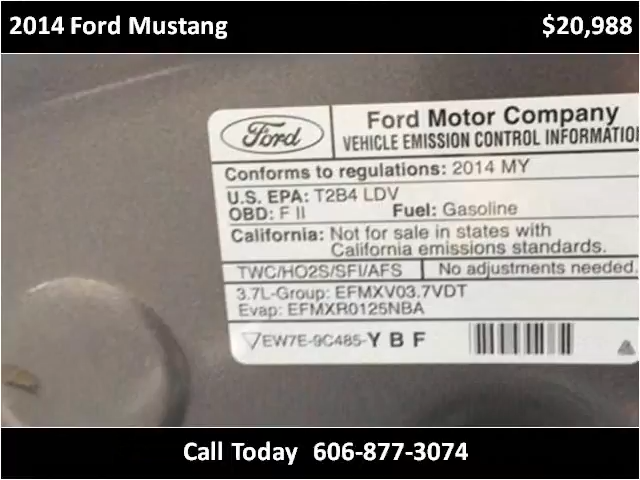 2014 Ford Mustang $20,988
Ford
Ford Motor Company
VEHICLE EMISSION CONTROL INFORMATIO
Conforms to regulations: 2014 MY
U.S. EPA: T2B4 LDV
OBD: F II Fuel: Gasoline
California: Not for sale in states with
California emissions standards.
TWC/HO2S/SFI/AFS No adjustments needed.
3.7L-Group: EFMXV03.7VDT
Evap: EFMXR0125NBA
EW7E-9C485-Y B F
Call Today 606-877-3074